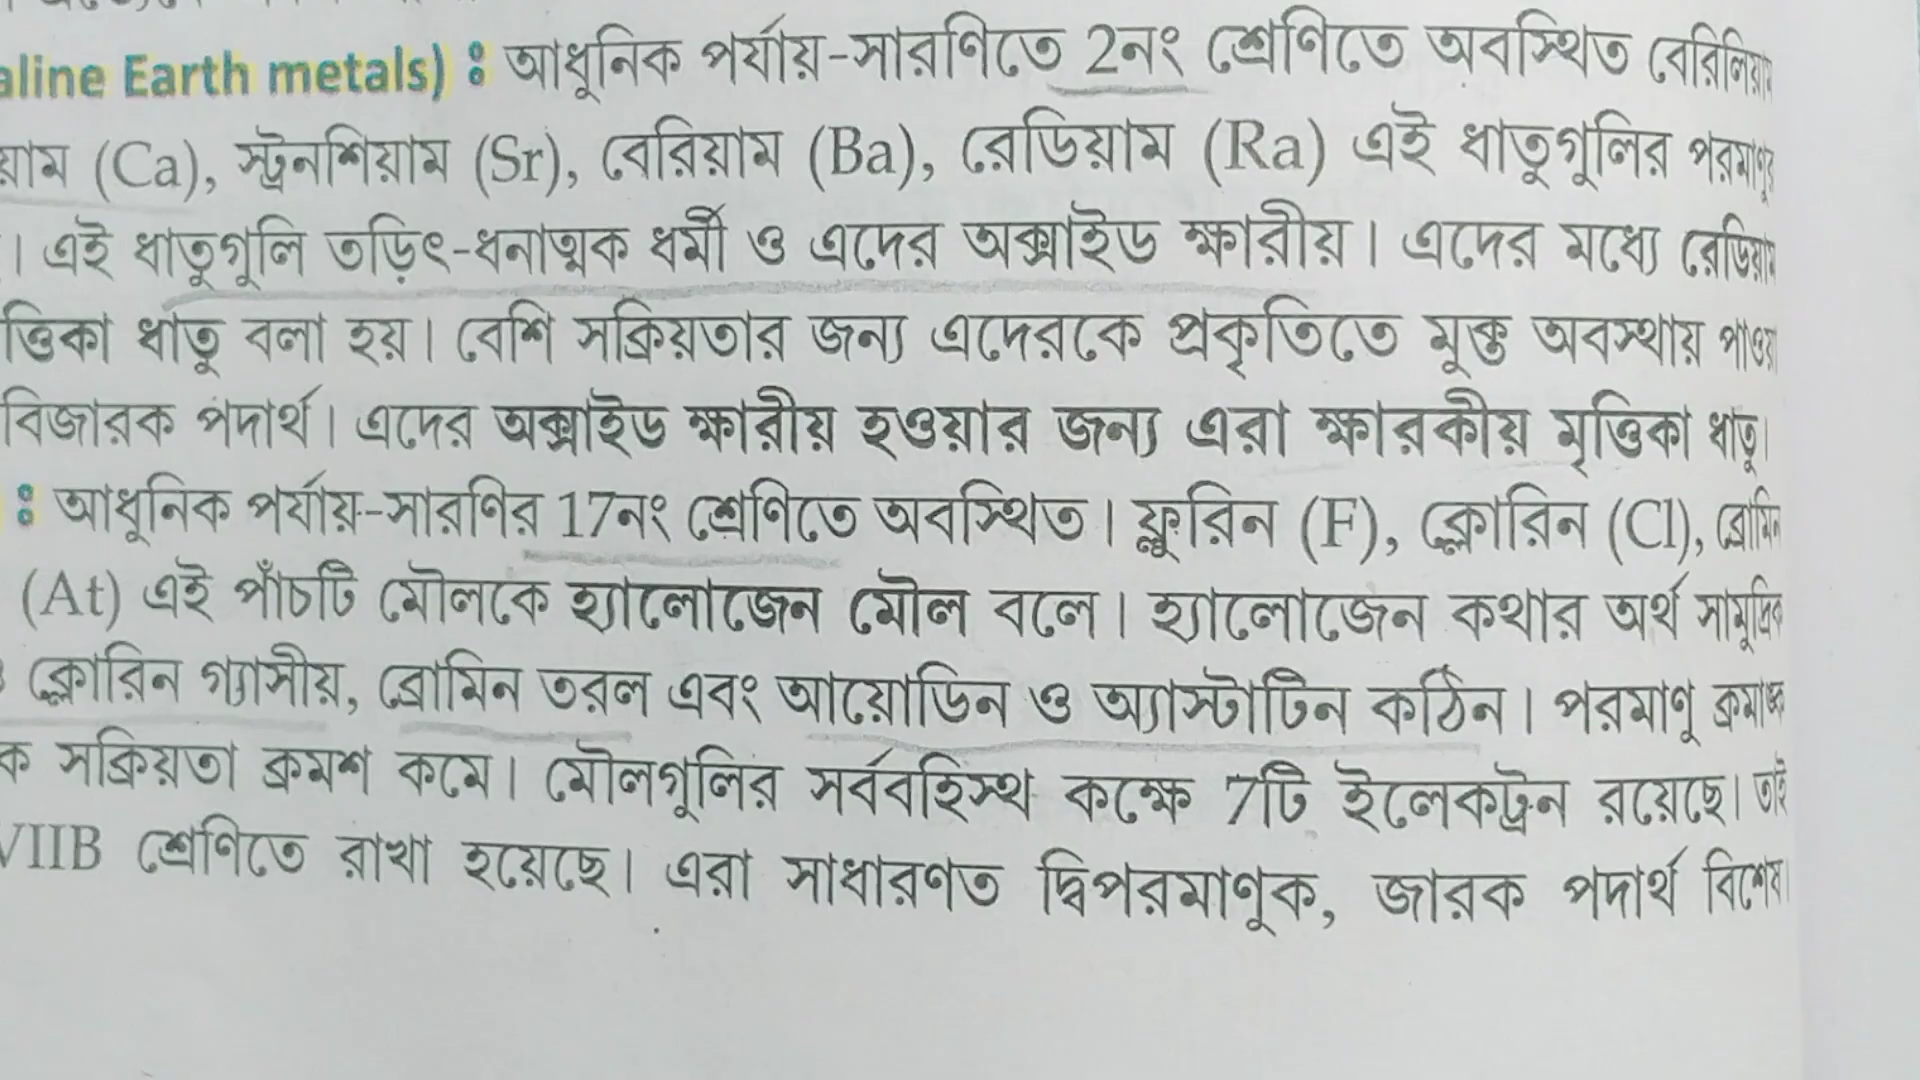 aline Earth metals) : আধুনিক পর্যায়-সারণিতে 2নং শ্রেণিতে অবস্থিত বেরিলিয়াম
য়াম (Ca), স্ট্রনশিয়াম (Sr), বেরিয়াম (Ba), রেডিয়াম (Ra) এই ধাতুগুলির পরমাণুর
। এই ধাতুগুলি তড়িৎ-ধনাত্মক ধর্মী ও এদের অক্সাইড ক্ষারীয়। এদের মধ্যে রেডিয়াম
ত্তিকা ধাতু বলা হয়। বেশি সক্রিয়তার জন্য এদেরকে প্রকৃতিতে মুক্ত অবস্থায় পাওয়া
বিজারক পদার্থ। এদের অক্সাইড ক্ষারীয় হওয়ার জন্য এরা ক্ষারকীয় মৃত্তিকা ধাতু।
: আধুনিক পর্যায়-সারণির 17নং শ্রেণিতে অবস্থিত। ফ্লুরিন (F), ক্লোরিন (Cl), ব্রোমিন
(At) এই পাঁচটি মৌলকে হ্যালোজেন মৌল বলে। হ্যালোজেন কথার অর্থ সামুদ্রিক
ক্লোরিন গ্যাসীয়, ব্রোমিন তরল এবং আয়োডিন ও অ্যাস্টাটিন কঠিন। পরমাণু ক্রমাঙ্ক
ক সক্রিয়তা ক্রমশ কমে। মৌলগুলির সর্ববহিস্থ কক্ষে 7টি ইলেকট্রন রয়েছে। তাই
VIIB শ্রেণিতে রাখা হয়েছে। এরা সাধারণত দ্বিপরমাণুক, জারক পদার্থ বিশেষ।